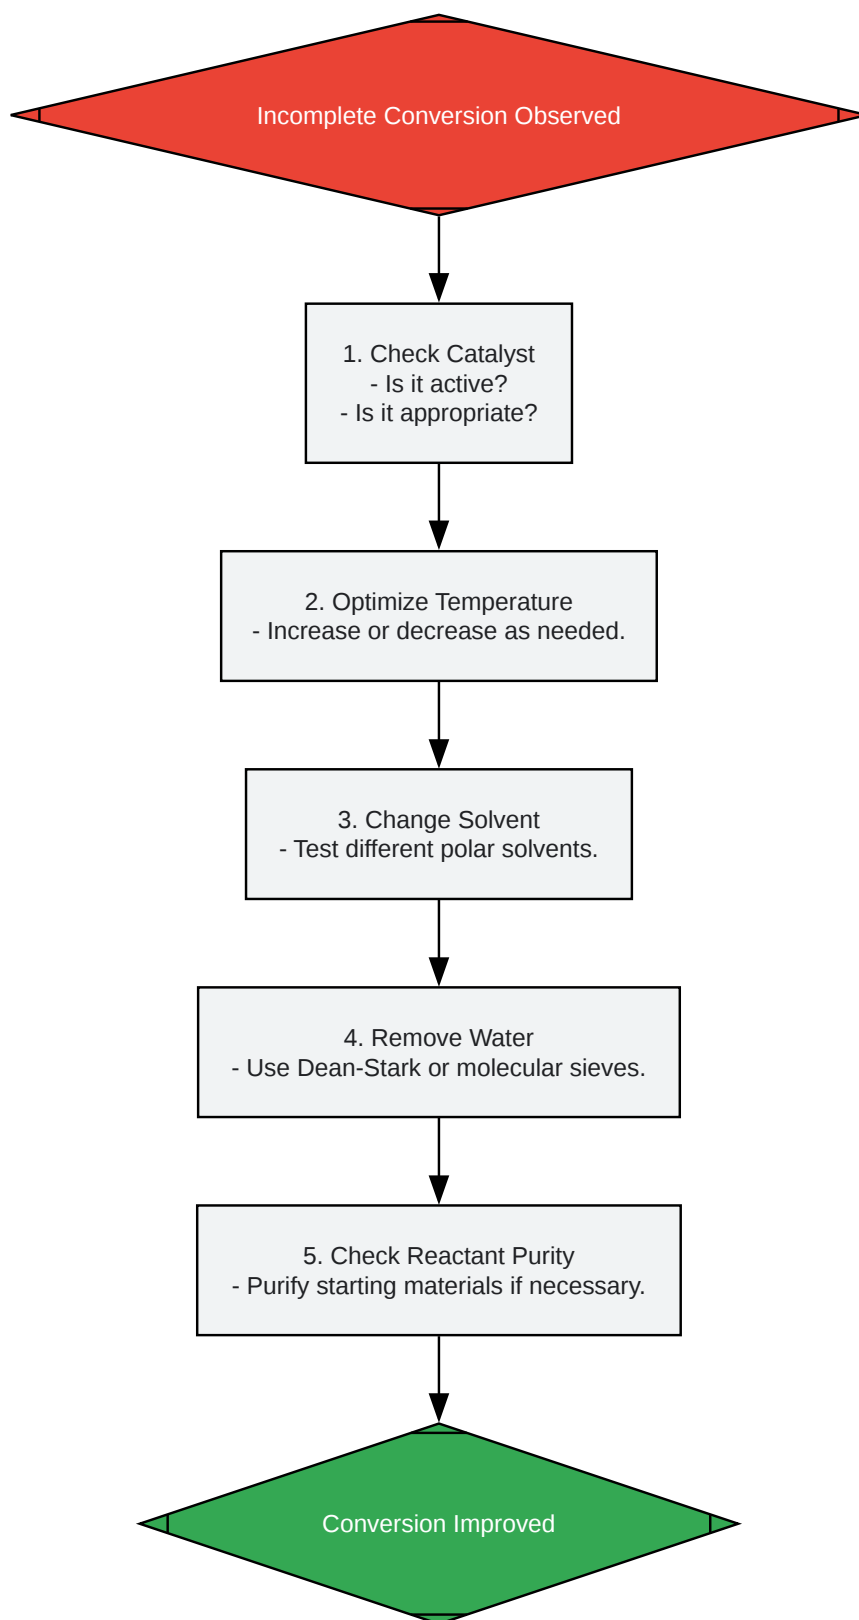 Incomplete Conversion Observed
1. Check Catalyst
- Is it active?
- Is it appropriate?
2. Optimize Temperature
- Increase or decrease as needed.
3. Change Solvent
- Test different polar solvents.
4. Remove Water
- Use Dean-Stark or molecular sieves.
5. Check Reactant Purity
- Purify starting materials if necessary.
Conversion Improved